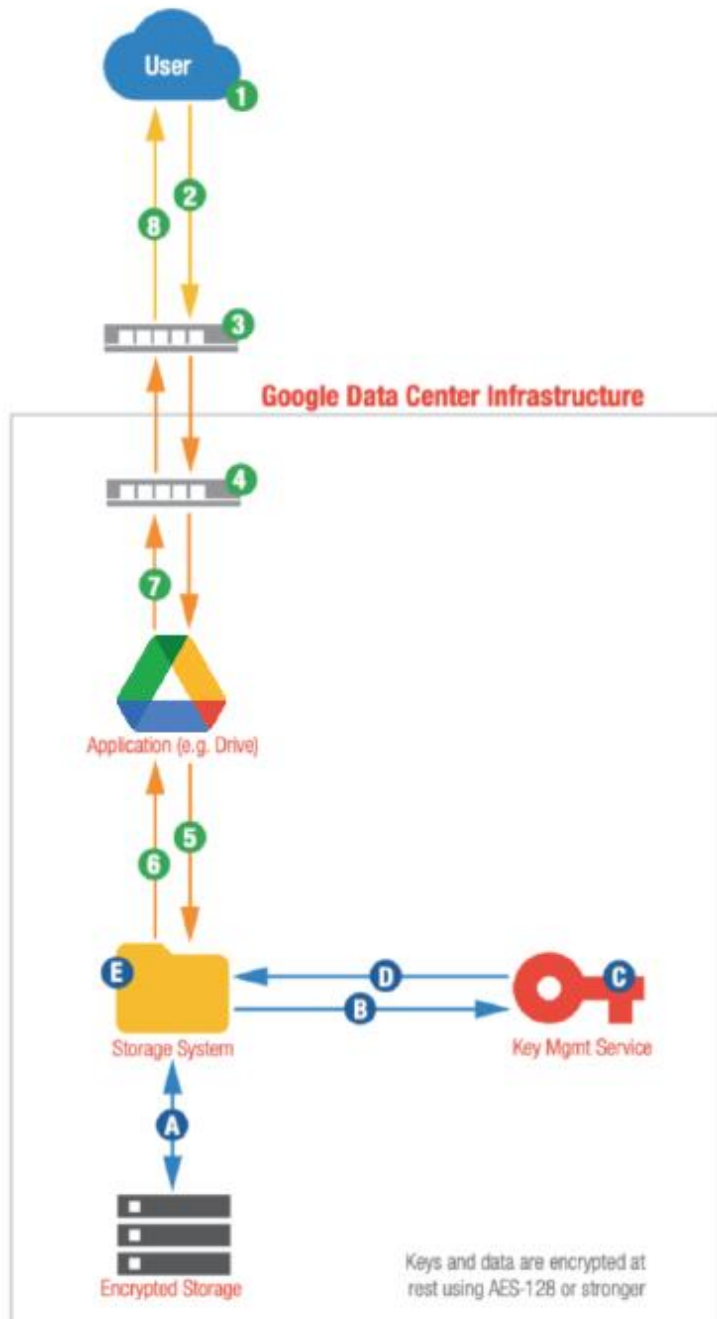 User
1
2
8
3
Google Data Center Infrastructure
4
7
Application (e.g. Drive)
5
6
E
D
C
B
Storage System
Key Mgmt Service
A
Encrypted Storage
Keys and data are encrypted at
rest using AES-128 or stronger